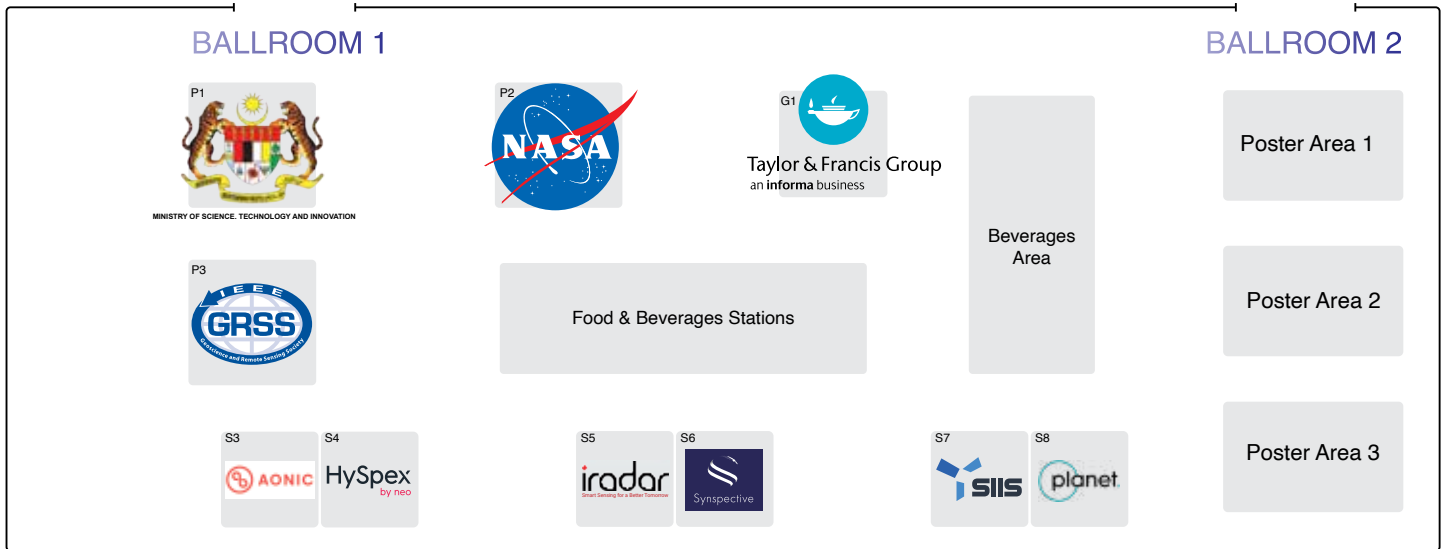 BALLROOM 1
BALLROOM 2
P1
MINISTRY OF SCIENCE. TECHNOLOGY AND INNOVATION
P2
NASA
G1
Taylor & Francis Group
an informa business
Beverages
Area
Poster Area 1
P3
IEEE
GRSS
Geoscience and Remote Sensing Society
Food & Beverages Stations
Poster Area 2
S3
AONIC
S4
HySpex
by neo
S5
iradar
Smart Sensing for a Better Tomorrow
S6
Synspective
S7
SIIS
S8
planet.
Poster Area 3